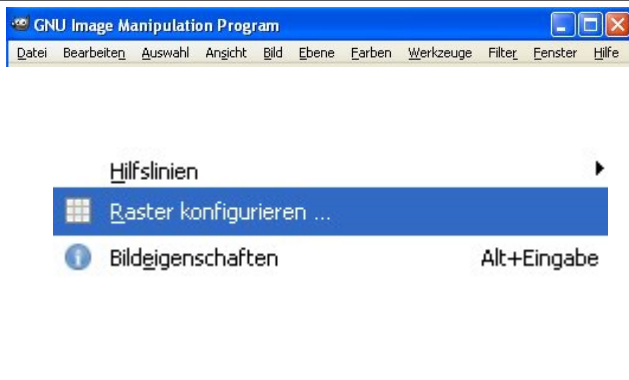 GNU Image Manipulation Program
Datei Bearbeiten Auswahl Ansicht Bild Ebene Farben Werkzeuge Filter Fenster Hilfe
Hilfslinien
Raster konfigurieren ...
Bildeigenschaften Alt+Eingabe